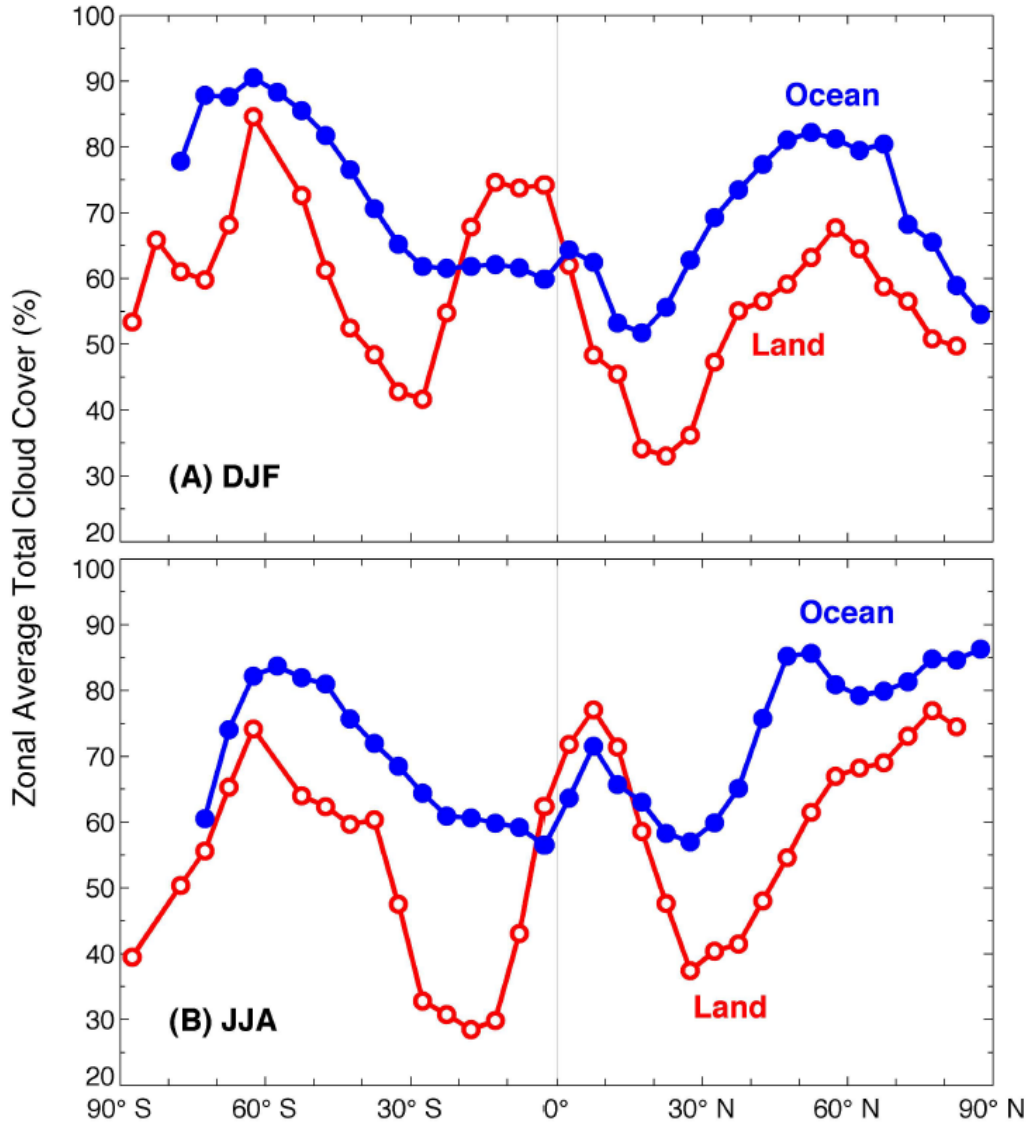 Zonal Average Total Cloud Cover (%)
100
90
80
70
60
50
40
30
20
Ocean
Land
(A) DJF
100
90
80
70
60
50
40
30
20
Ocean
Land
(B) JJA
90° S 60° S 30° S 0° 30° N 60° N 90° N